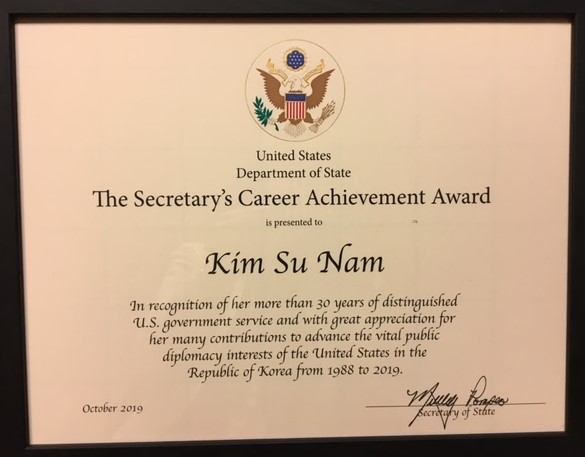 United States
Department of State
The Secretary's Career Achievement Award
is presented to
Kim Su Nam
In recognition of her more than 30 years of distinguished
U.S. government service and with great appreciation for
her many contributions to advance the vital public
diplomacy interests of the United States in the
Republic of Korea from 1988 to 2019.
October 2019
Secretary of State